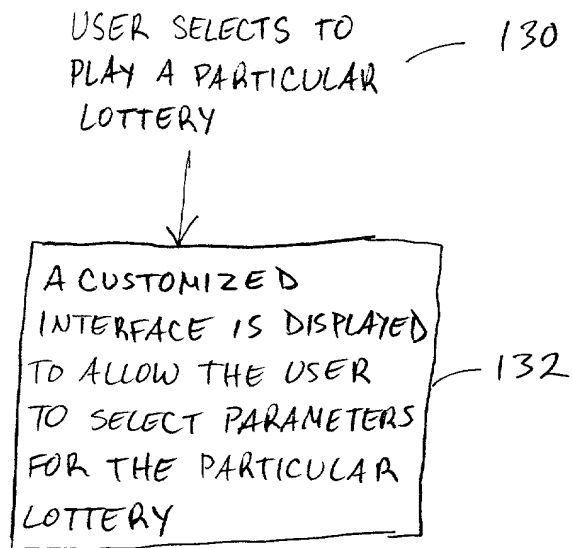 USER SELECTS TO
PLAY A PARTICULAR
LOTTERY
130
A CUSTOMIZED
INTERFACE IS DISPLAYED
TO ALLOW THE USER
TO SELECT PARAMETERS
FOR THE PARTICULAR
LOTTERY
132